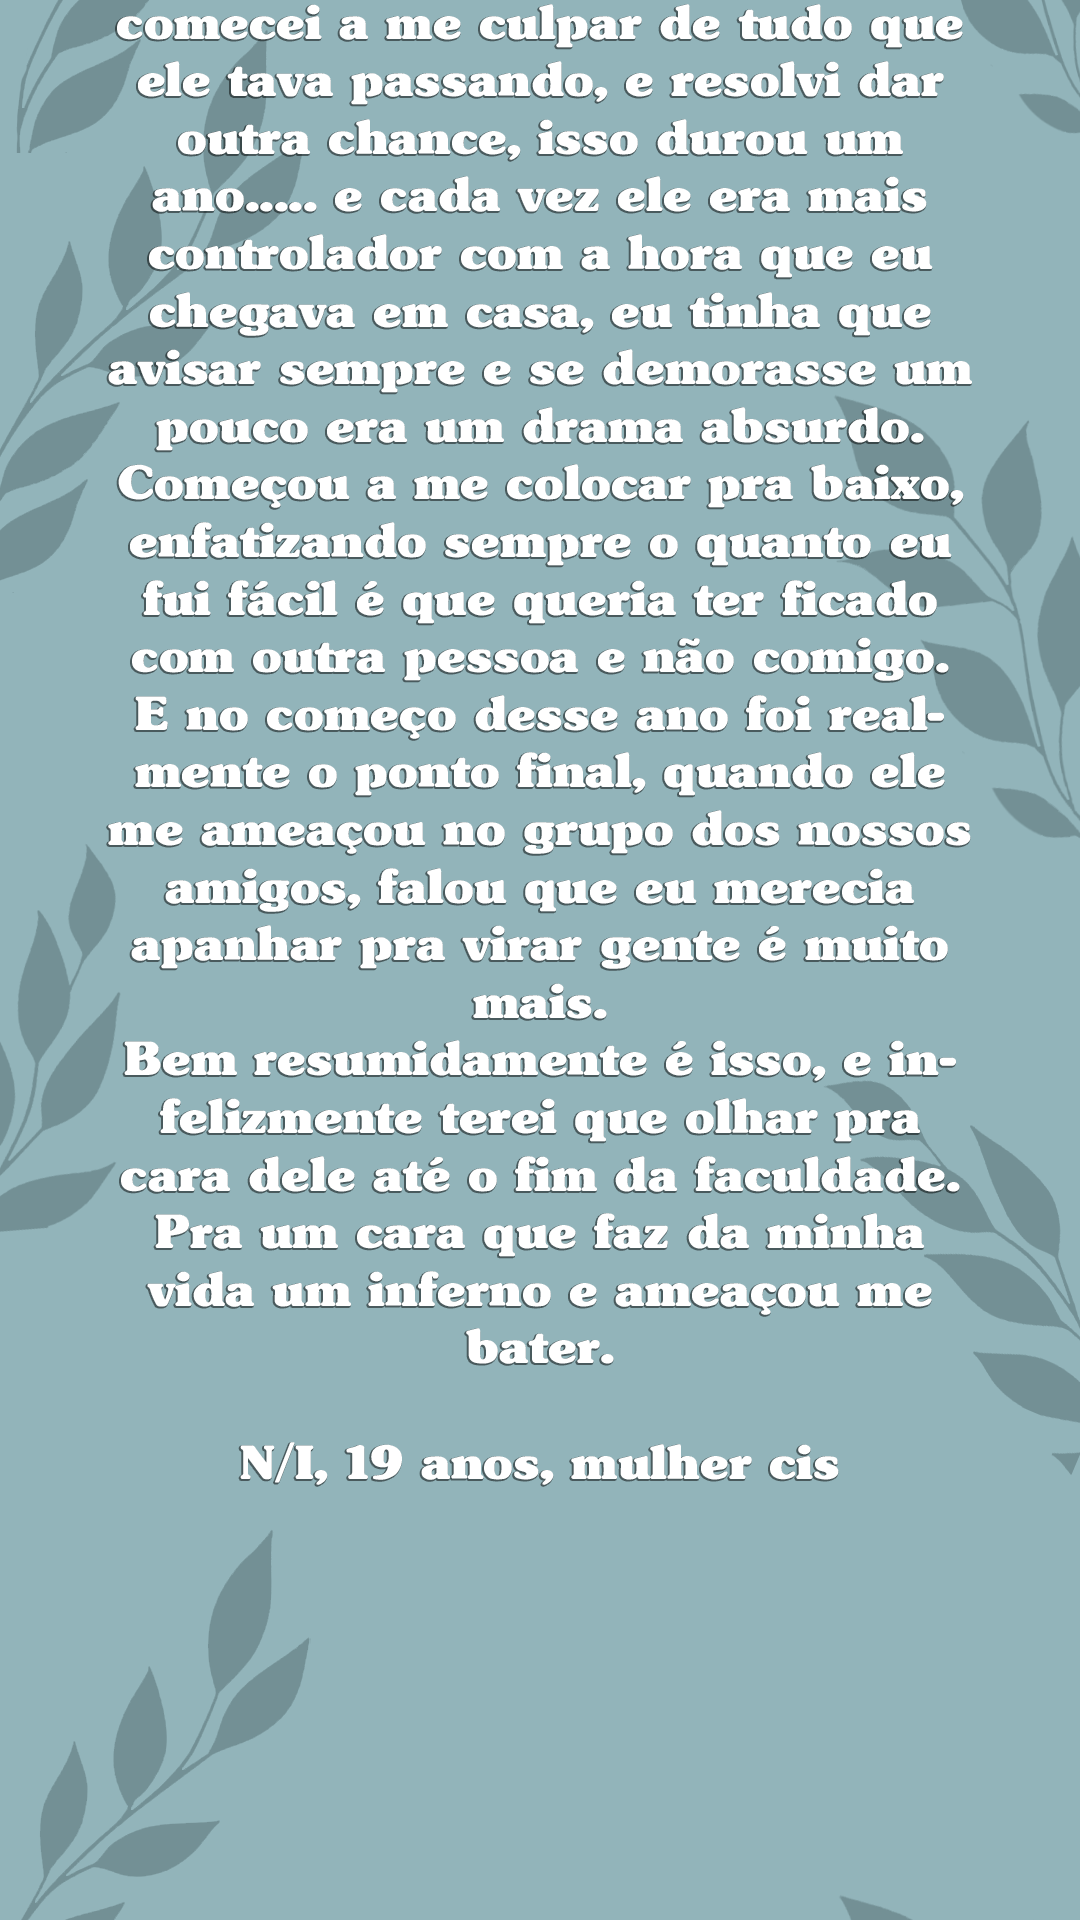 comecei a me culpar de tudo que
ele tava passando, e resolvi dar
outra chance, isso durou um
ano..... e cada vez ele era mais
controlador com a hora que eu
chegava em casa, eu tinha que
avisar sempre e se demorasse um
pouco era um drama absurdo.
Começou a me colocar pra baixo,
enfatizando sempre o quanto eu
fui fácil é que queria ter ficado
com outra pessoa e não comigo.
E no começo desse ano foi real-
mente o ponto final, quando ele
me ameaçou no grupo dos nossos
amigos, falou que eu merecia
apanhar pra virar gente é muito
mais.
Bem resumidamente é isso, e in-
felizmente terei que olhar pra
cara dele até o fim da faculdade.
Pra um cara que faz da minha
vida um inferno e ameaçou me
bater.
N/I, 19 anos, mulher cis